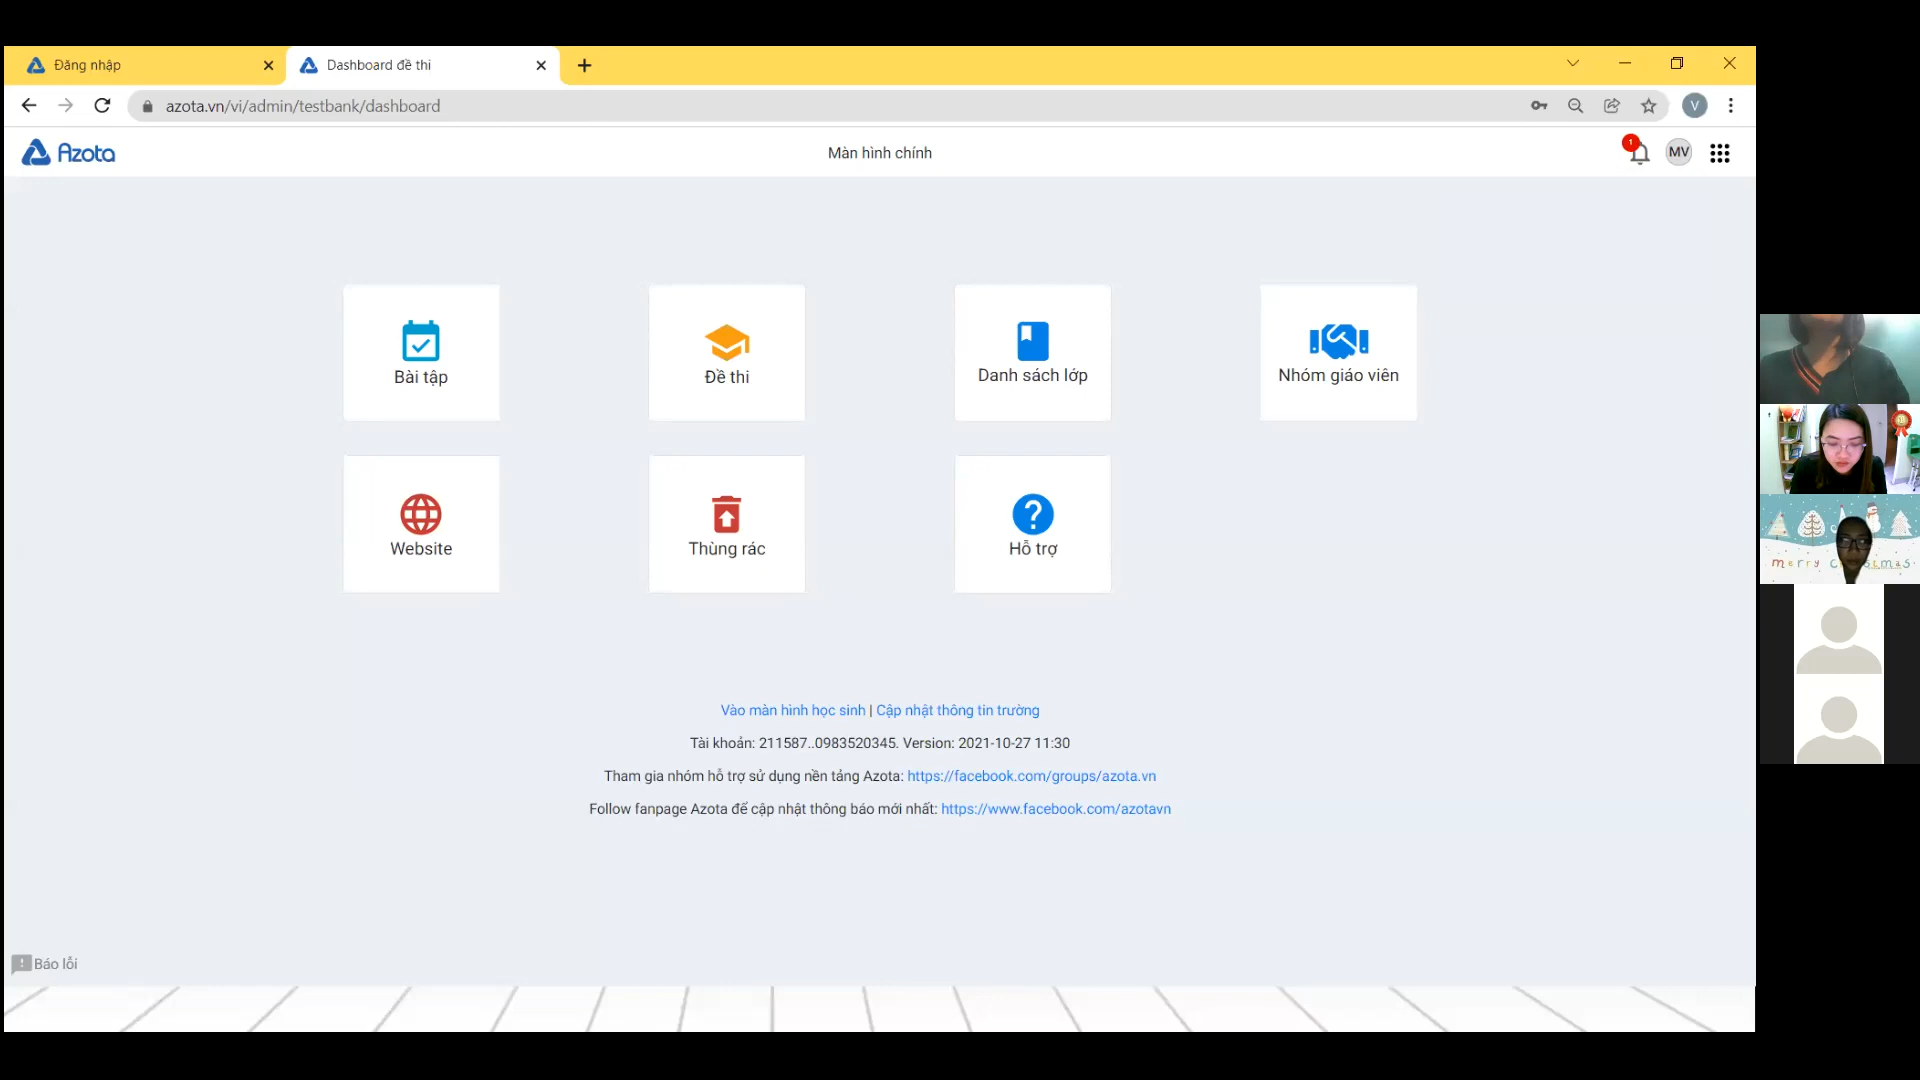 Đăng nhập
Dashboard đề thi
azota.vn/vi/admin/testbank/dashboard
V
Azota
Màn hình chính
1
MV
Bài tập
Đề thi
Danh sách lớp
Nhóm giáo viên
Website
Thùng rác
Hỗ trợ
Vào màn hình học sinh | Cập nhật thông tin trường
Tài khoản: 211587..0983520345. Version: 2021-10-27 11:30
Tham gia nhóm hỗ trợ sử dụng nền tảng Azota: https://facebook.com/groups/azota.vn
Follow fanpage Azota để cập nhật thông báo mới nhất: https://www.facebook.com/azotavn
Báo lỗi